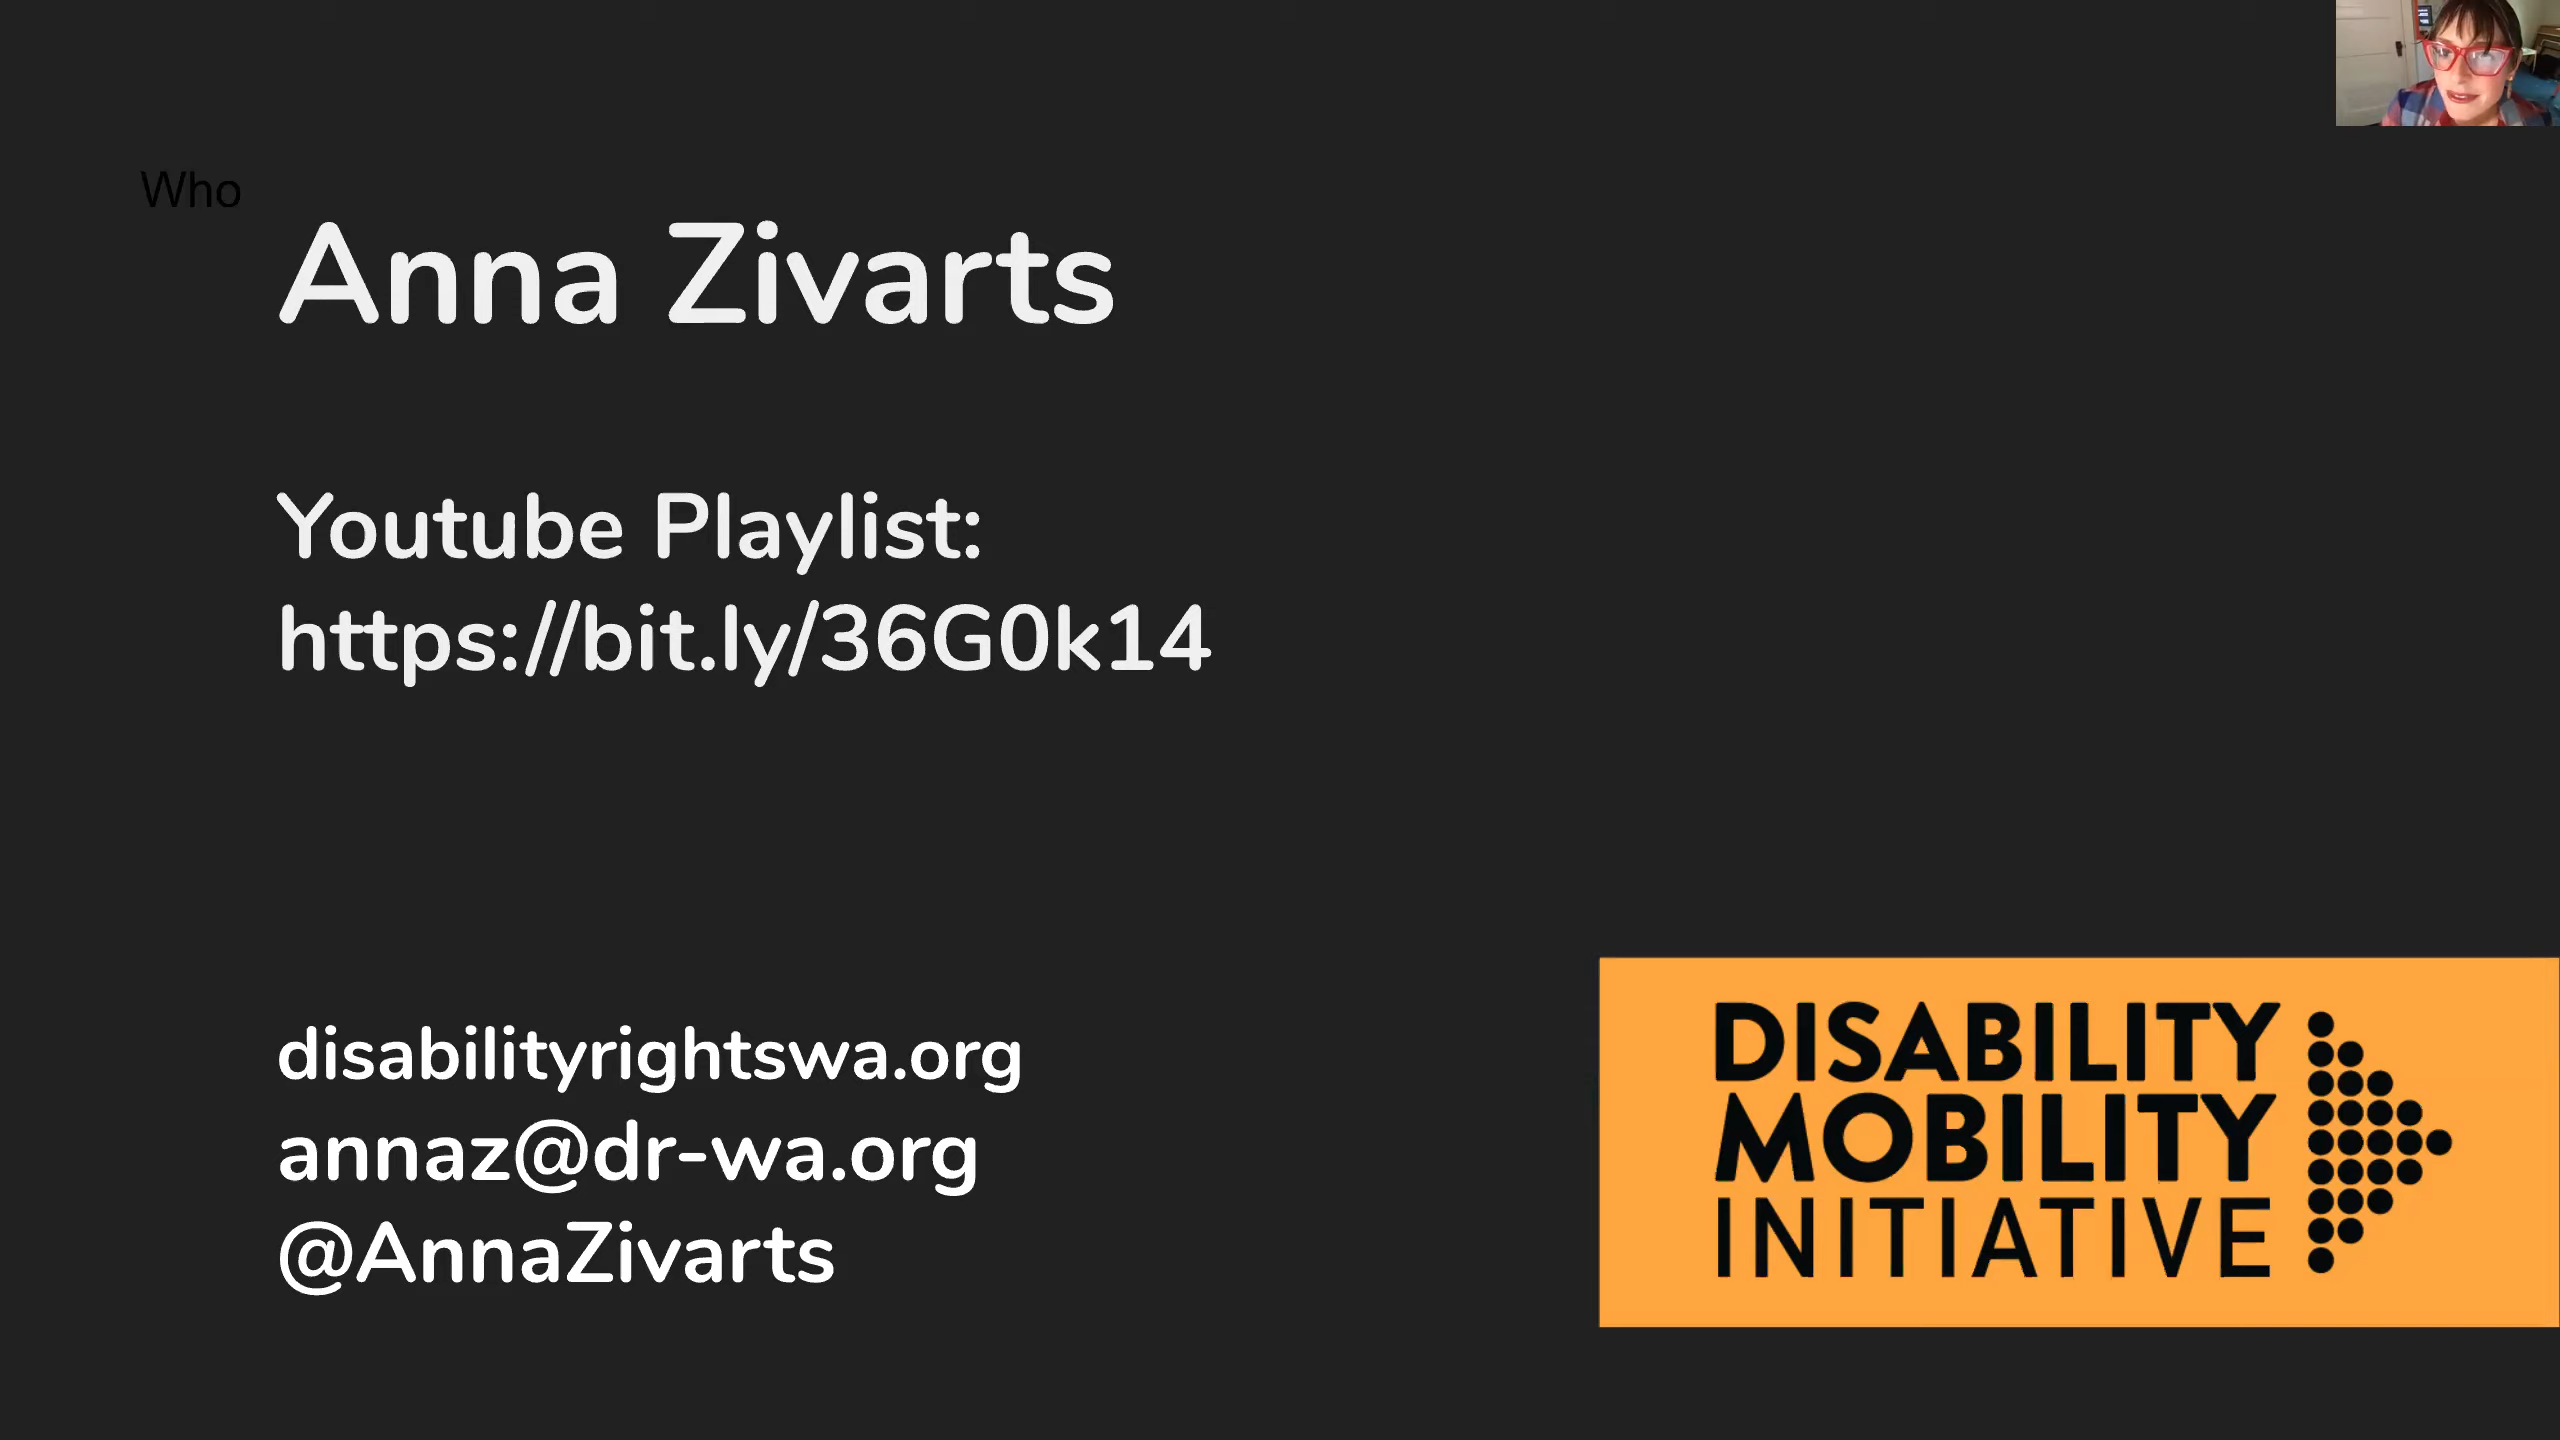 Who
Anna Zivarts
Youtube Playlist:
https://bit.ly/36G0k14
disabilityrightswa.org
annaz@dr-wa.org
@AnnaZivarts
DISABILITY
MOBILITY
INITIATIVE